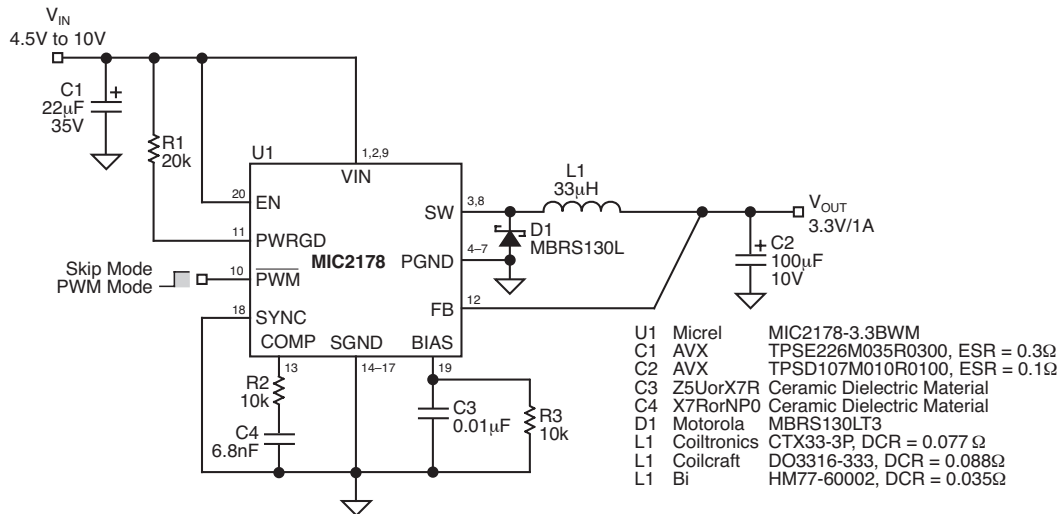 V_IN
4.5V to 10V
C1
22µF
35V
+
R1
20k
U1
1,2,9
VIN
20
EN
11
PWRGD
MIC2178
Skip Mode
PWM Mode
10
PWM
18
SYNC
COMP
SGND
BIAS
SW
3,8
PGND
4–7
FB
12
L1
33µH
D1
MBRS130L
V_OUT
3.3V/1A
+
C2
100µF
10V
13
14–17
19
R2
10k
C4
6.8nF
C3
0.01µF
R3
10k
U1 Micrel MIC2178-3.3BWM
C1 AVX TPSE226M035R0300, ESR = 0.3Ω
C2 AVX TPSD107M010R0100, ESR = 0.1Ω
C3 Z5UorX7R Ceramic Dielectric Material
C4 X7RorNP0 Ceramic Dielectric Material
D1 Motorola MBRS130LT3
L1 Coiltronics CTX33-3P, DCR = 0.077 Ω
L1 Coilcraft DO3316-333, DCR = 0.088Ω
L1 Bi HM77-60002, DCR = 0.035Ω